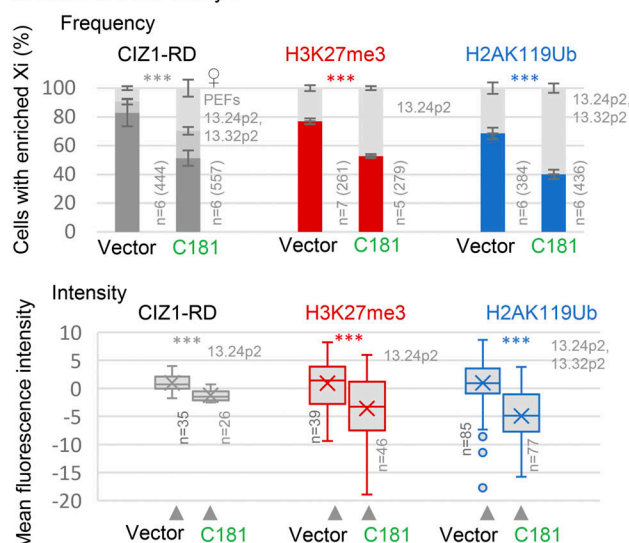 Frequency
CIZ1-RD H3K27me3 H2AK119Ub
*** ♀ *** ***
PEFs
13.24p2,
13.32p2
13.24p2
13.24p2,
13.32p2
Cells with enriched Xi (%)
100
80
60
40
20
0
n=6 (444)
n=6 (557)
n=7 (261)
n=5 (279)
n=6 (384)
n=6 (436)
Vector C181 Vector C181 Vector C181
Intensity
CIZ1-RD H3K27me3 H2AK119Ub
*** *** ***
13.24p2
13.24p2
13.24p2,
13.32p2
Mean fluorescence intensity
10
5
0
-5
-10
-15
-20
n=35
n=26
n=39
n=46
n=85
n=77
Vector C181 Vector C181 Vector C181